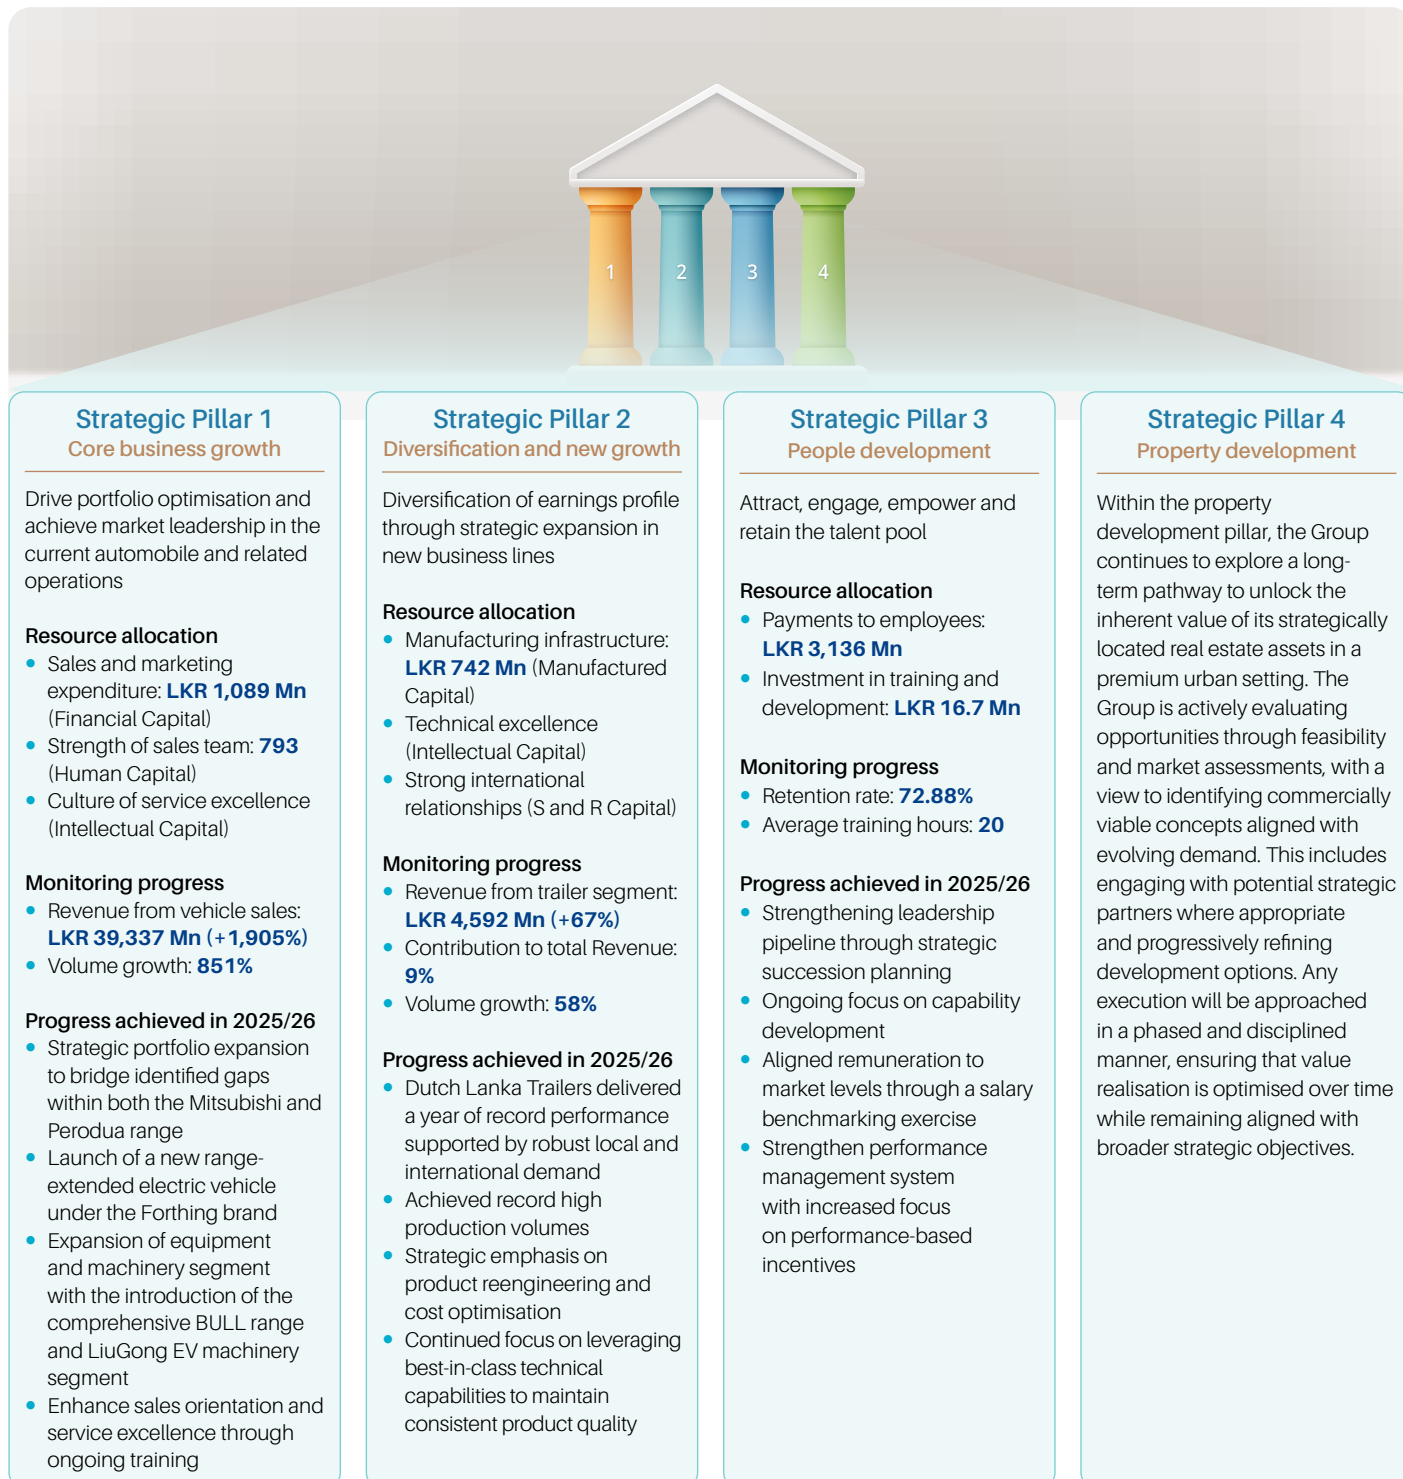 1
2
3
4
Strategic Pillar 1
Core business growth
Drive portfolio optimisation and
achieve market leadership in the
current automobile and related
operations
Resource allocation
• Sales and marketing
expenditure: LKR 1,089 Mn
(Financial Capital)
• Strength of sales team: 793
(Human Capital)
• Culture of service excellence
(Intellectual Capital)
Monitoring progress
• Revenue from vehicle sales:
LKR 39,337 Mn (+1,905%)
• Volume growth: 851%
Progress achieved in 2025/26
• Strategic portfolio expansion
to bridge identified gaps
within both the Mitsubishi and
Perodua range
• Launch of a new range-
extended electric vehicle
under the Forthing brand
• Expansion of equipment
and machinery segment
with the introduction of the
comprehensive BULL range
and LiuGong EV machinery
segment
• Enhance sales orientation and
service excellence through
ongoing training
Strategic Pillar 2
Diversification and new growth
Diversification of earnings profile
through strategic expansion in
new business lines
Resource allocation
• Manufacturing infrastructure:
LKR 742 Mn (Manufactured
Capital)
• Technical excellence
(Intellectual Capital)
• Strong international
relationships (S and R Capital)
Monitoring progress
• Revenue from trailer segment:
LKR 4,592 Mn (+67%)
• Contribution to total Revenue:
9%
• Volume growth: 58%
Progress achieved in 2025/26
• Dutch Lanka Trailers delivered
a year of record performance
supported by robust local and
international demand
• Achieved record high
production volumes
• Strategic emphasis on
product reengineering and
cost optimisation
• Continued focus on leveraging
best-in-class technical
capabilities to maintain
consistent product quality
Strategic Pillar 3
People development
Attract, engage, empower and
retain the talent pool
Resource allocation
• Payments to employees:
LKR 3,136 Mn
• Investment in training and
development: LKR 16.7 Mn
Monitoring progress
• Retention rate: 72.88%
• Average training hours: 20
Progress achieved in 2025/26
• Strengthening leadership
pipeline through strategic
succession planning
• Ongoing focus on capability
development
• Aligned remuneration to
market levels through a salary
benchmarking exercise
• Strengthen performance
management system
with increased focus
on performance-based
incentives
Strategic Pillar 4
Property development
Within the property
development pillar, the Group
continues to explore a long-
term pathway to unlock the
inherent value of its strategically
located real estate assets in a
premium urban setting. The
Group is actively evaluating
opportunities through feasibility
and market assessments, with a
view to identifying commercially
viable concepts aligned with
evolving demand. This includes
engaging with potential strategic
partners where appropriate
and progressively refining
development options. Any
execution will be approached
in a phased and disciplined
manner, ensuring that value
realisation is optimised over time
while remaining aligned with
broader strategic objectives.